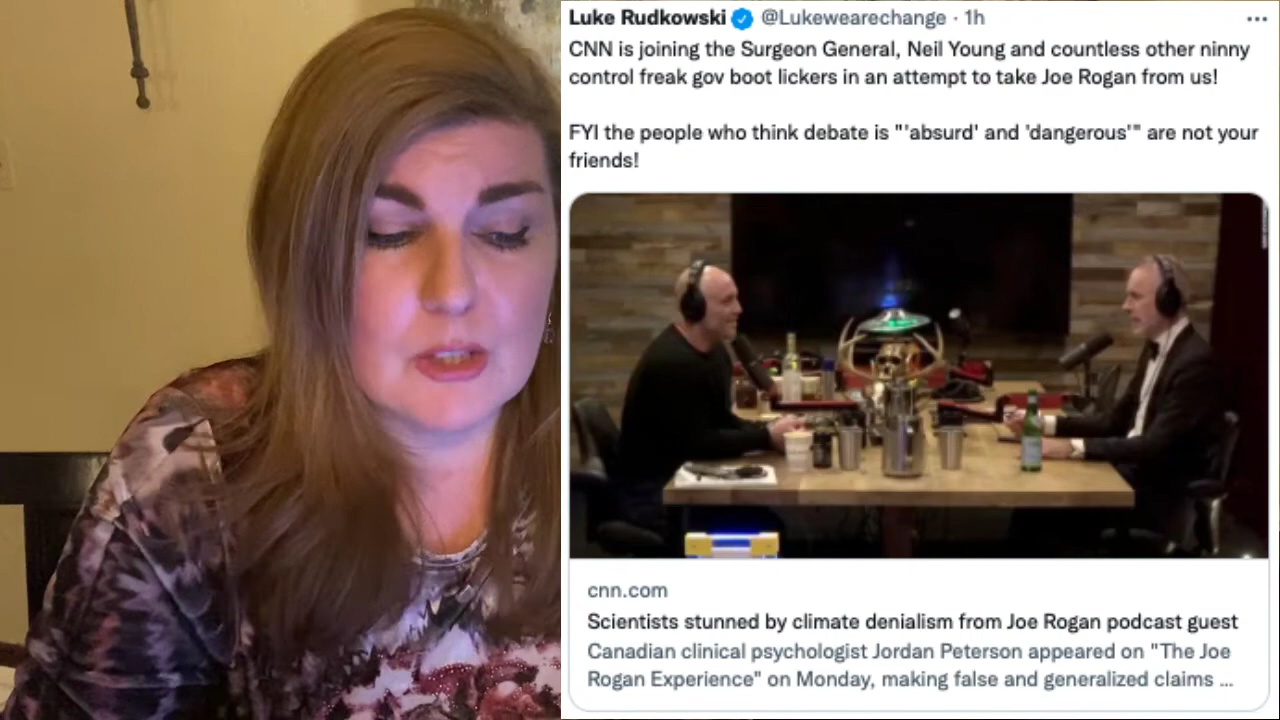 Luke Rudkowski @Lukewearechange · 1h
CNN is joining the Surgeon General, Neil Young and countless other ninny
control freak gov boot lickers in an attempt to take Joe Rogan from us!
FYI the people who think debate is "'absurd' and 'dangerous'" are not your
friends!
cnn.com
Scientists stunned by climate denialism from Joe Rogan podcast guest
Canadian clinical psychologist Jordan Peterson appeared on "The Joe
Rogan Experience" on Monday, making false and generalized claims ...